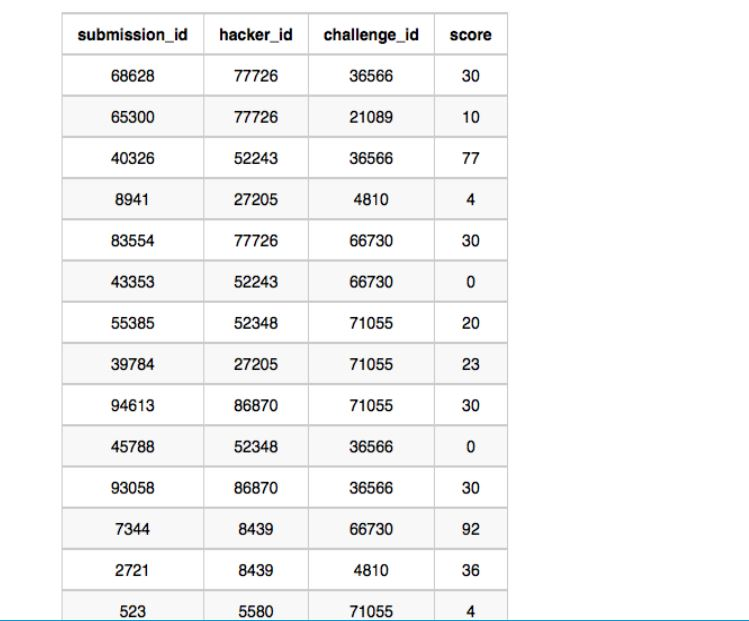 submission_id hacker_id challenge_id score
68628 77726 36566 30
65300 77726 21089 10
40326 52243 36566 77
8941 27205 4810 4
83554 77726 66730 30
43353 52243 66730 0
55385 52348 71055 20
39784 27205 71055 23
94613 86870 71055 30
45788 52348 36566 0
93058 86870 36566 30
7344 8439 66730 92
2721 8439 4810 36
523 5580 71055 4